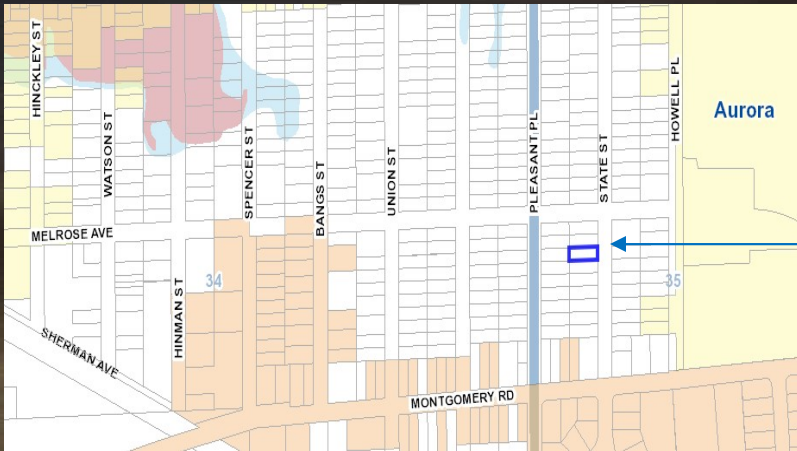 HINCKLEY ST
WATSON ST
SPENCER ST
BANGS ST
UNION ST
PLEASANT PL
STATE ST
HOWELL PL
Aurora
MELROSE AVE
34
35
HINMAN ST
SHERMAN AVE
MONTGOMERY RD